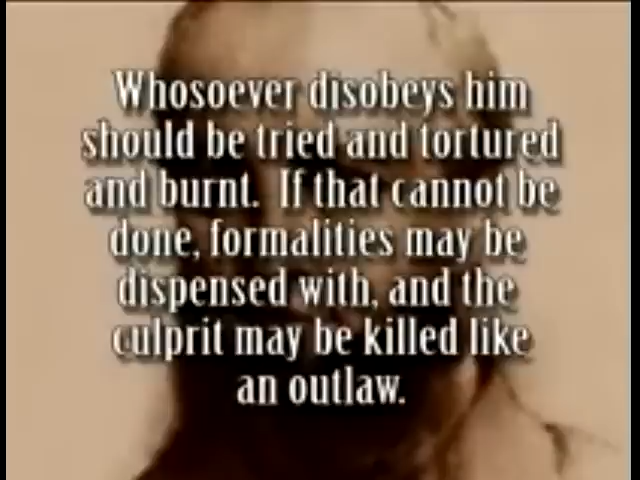 Whosoever disobeys him
should be tried and tortured
and burnt. If that cannot be
done, formalities may be
dispensed with, and the
culprit may be killed like
an outlaw.